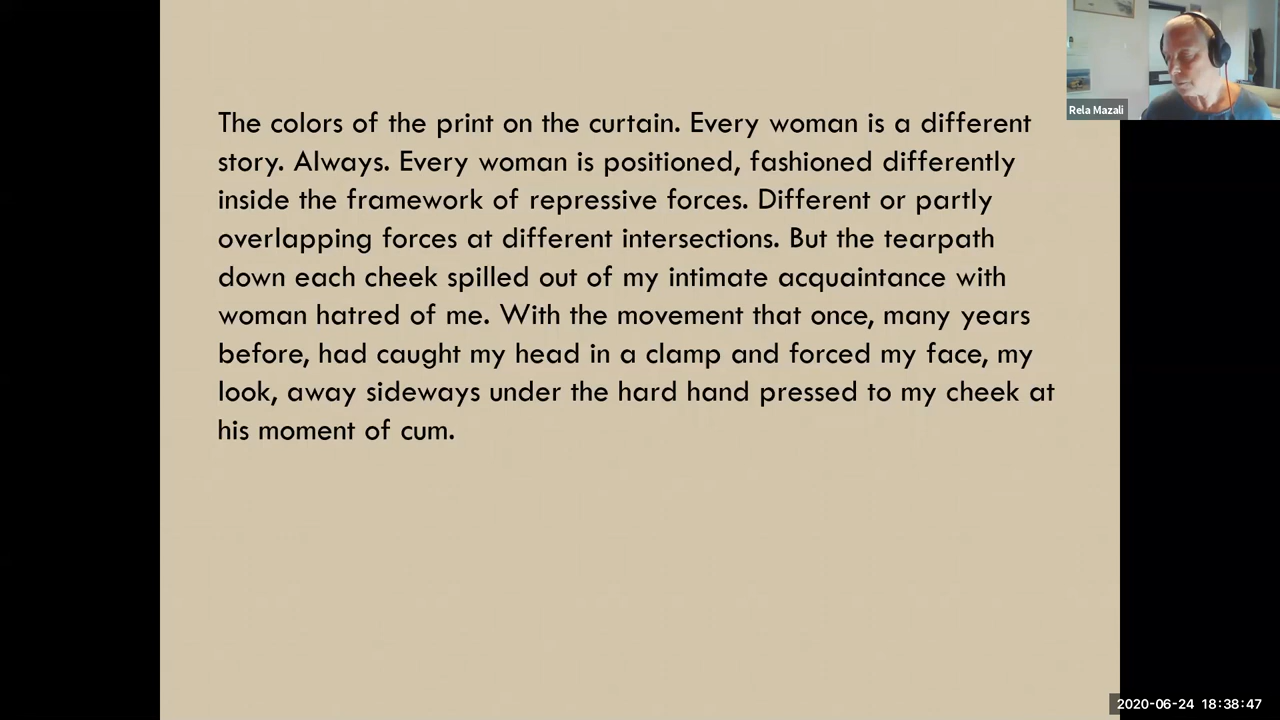 The colors of the print on the curtain. Every woman is a different
story. Always. Every woman is positioned, fashioned differently
inside the framework of repressive forces. Different or partly
overlapping forces at different intersections. But the tearpath
down each cheek spilled out of my intimate acquaintance with
woman hatred of me. With the movement that once, many years
before, had caught my head in a clamp and forced my face, my
look, away sideways under the hard hand pressed to my cheek at
his moment of cum.
Rela Mazali
2020-06-24 18:38:47